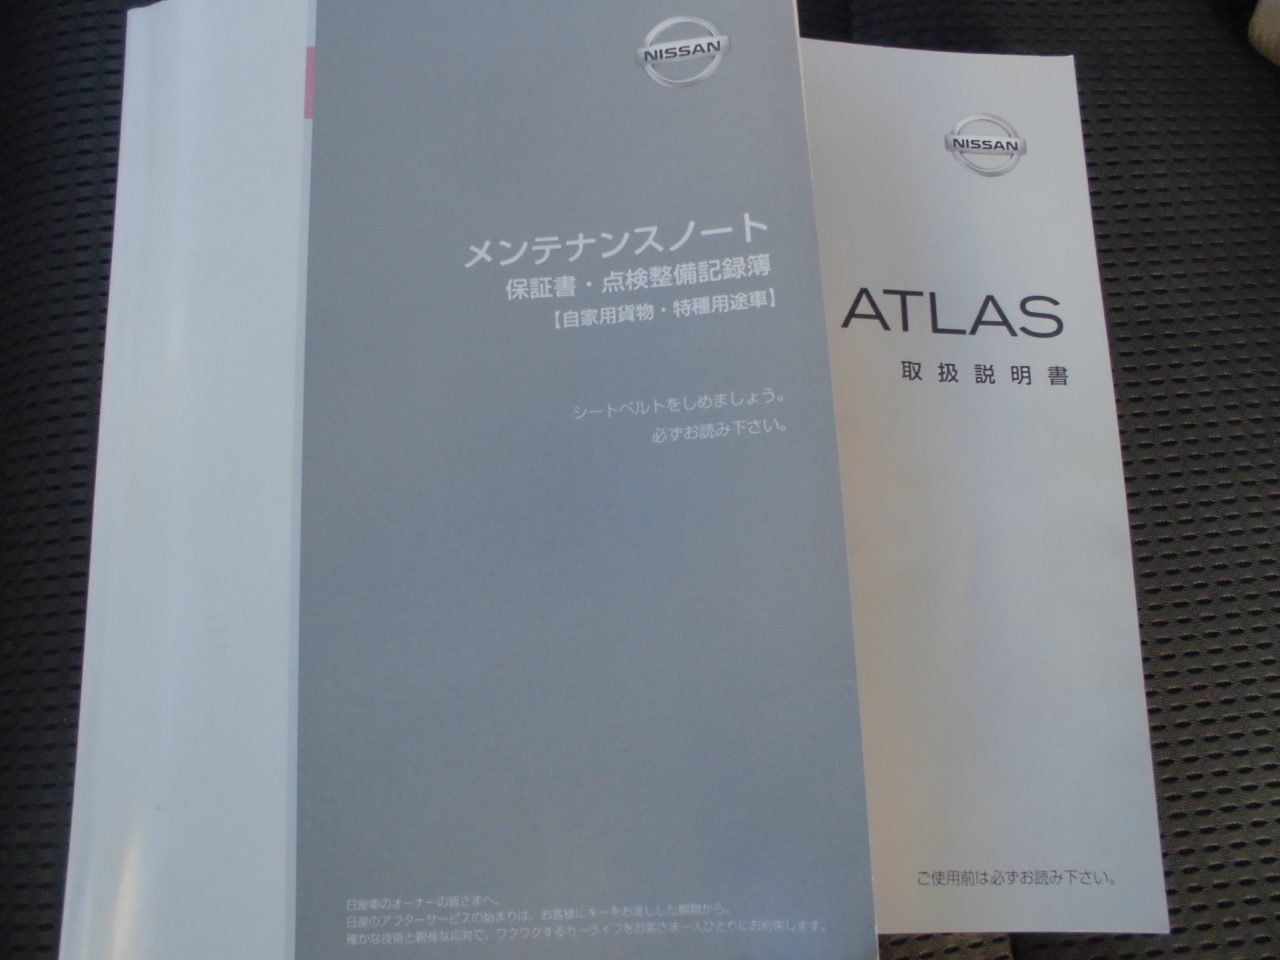 NISSAN
メンテナンスノート
保証書・点検整備記録簿
【自家用貨物・特種用途車】
シートベルトをしめましょう。
必ずお読み下さい。
日産車のオーナーの皆さまへ。
日産のアフターサービスの始まりは、お客様にキーをお渡しした瞬間から。
確かな技術と親身な応対で、ワクワクするカーライフをお客さま一人ひとりにお約束します。
NISSAN
ATLAS
取扱説明書
ご使用前は必ずお読み下さい。